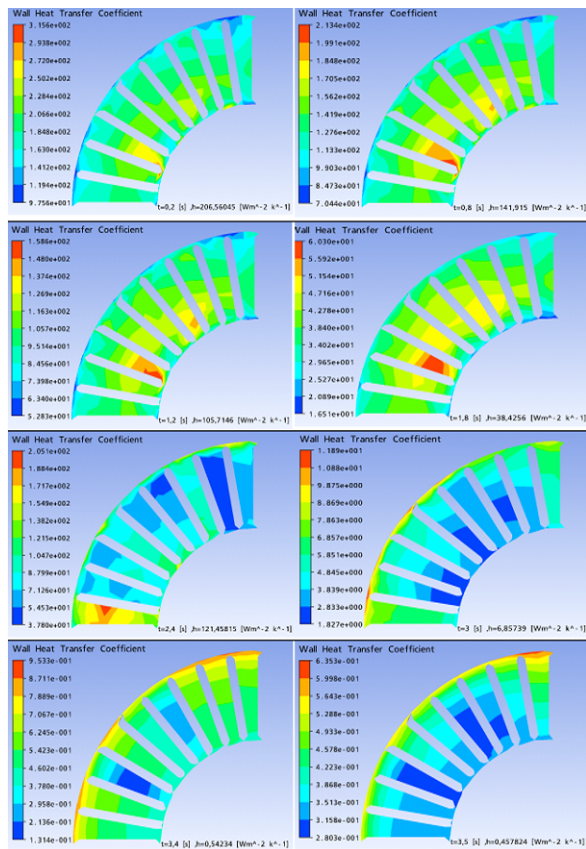 Wall Heat Transfer Coefficient
3.156e+002
2.938e+002
2.720e+002
2.502e+002
2.284e+002
2.066e+002
1.848e+002
1.630e+002
1.412e+002
1.194e+002
9.756e+001
t=0,2 [s] ,h=206,56045 [Wm^-2 k^-1]
Wall Heat Transfer Coefficient
2.134e+002
1.991e+002
1.848e+002
1.705e+002
1.562e+002
1.419e+002
1.276e+002
1.133e+002
9.903e+001
8.473e+001
7.044e+001
t=0,8 [s] ,h=141,915 [Wm^-2 k^-1]
Wall Heat Transfer Coefficient
1.586e+002
1.480e+002
1.374e+002
1.269e+002
1.163e+002
1.057e+002
9.514e+001
8.456e+001
7.398e+001
6.340e+001
5.283e+001
t=1,2 [s] ,h=105,7146 [Wm^-2 k^-1]
Wall Heat Transfer Coefficient
6.030e+001
5.592e+001
5.154e+001
4.716e+001
4.278e+001
3.840e+001
3.402e+001
2.965e+001
2.527e+001
2.089e+001
1.651e+001
t=1,8 [s] ,h=38,4256 [Wm^-2 k^-1]
Wall Heat Transfer Coefficient
2.051e+002
1.884e+002
1.717e+002
1.549e+002
1.382e+002
1.215e+002
1.047e+002
8.799e+001
7.126e+001
5.453e+001
3.780e+001
t=2,4 [s] ,h=121,45815 [Wm^-2 k^-1]
Wall Heat Transfer Coefficient
1.189e+001
1.088e+001
9.875e+000
8.869e+000
7.863e+000
6.857e+000
5.851e+000
4.845e+000
3.839e+000
2.833e+000
1.827e+000
t=3 [s] ,h=6,85739 [Wm^-2 k^-1]
Wall Heat Transfer Coefficient
9.533e-001
8.711e-001
7.889e-001
7.067e-001
6.245e-001
5.423e-001
4.602e-001
3.780e-001
2.958e-001
2.136e-001
1.314e-001
t=3,4 [s] ,h=0,54234 [Wm^-2 k^-1]
Wall Heat Transfer Coefficient
6.353e-001
5.998e-001
5.643e-001
5.288e-001
4.933e-001
4.578e-001
4.223e-001
3.868e-001
3.513e-001
3.158e-001
2.803e-001
t=3,5 [s] ,h=0,457824 [Wm^-2 k^-1]